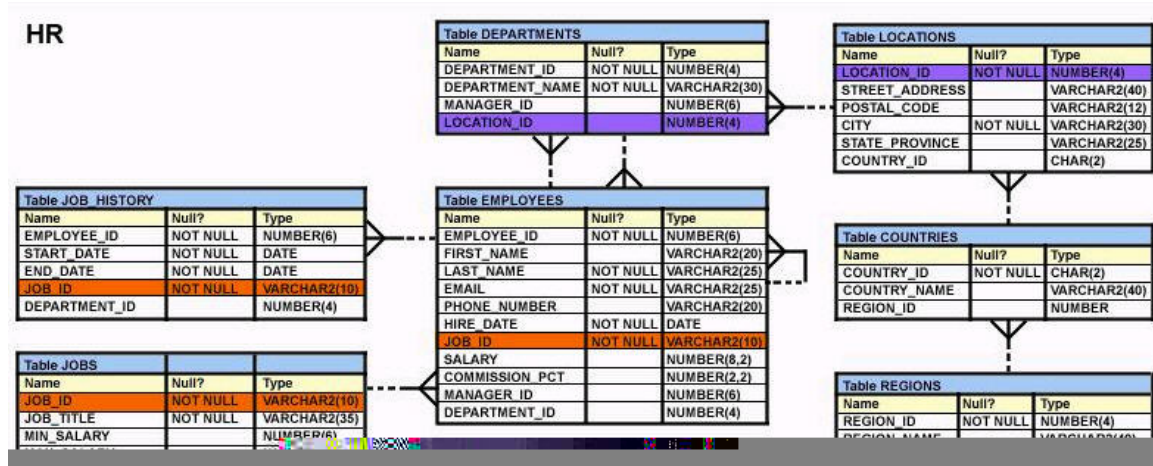 HR
Table DEPARTMENTS
Name Null? Type
DEPARTMENT_ID NOT NULL NUMBER(4)
DEPARTMENT_NAME NOT NULL VARCHAR2(30)
MANAGER_ID NUMBER(6)
LOCATION_ID NUMBER(4)
Table LOCATIONS
Name Null? Type
LOCATION_ID NOT NULL NUMBER(4)
STREET_ADDRESS VARCHAR2(40)
POSTAL_CODE VARCHAR2(12)
CITY NOT NULL VARCHAR2(30)
STATE_PROVINCE VARCHAR2(25)
COUNTRY_ID CHAR(2)
Table JOB_HISTORY
Name Null? Type
EMPLOYEE_ID NOT NULL NUMBER(6)
START_DATE NOT NULL DATE
END_DATE NOT NULL DATE
JOB_ID NOT NULL VARCHAR2(10)
DEPARTMENT_ID NUMBER(4)
Table EMPLOYEES
Name Null? Type
EMPLOYEE_ID NOT NULL NUMBER(6)
FIRST_NAME VARCHAR2(20)
LAST_NAME NOT NULL VARCHAR2(25)
EMAIL NOT NULL VARCHAR2(25)
PHONE_NUMBER VARCHAR2(20)
HIRE_DATE NOT NULL DATE
JOB_ID NOT NULL VARCHAR2(10)
SALARY NUMBER(8,2)
COMMISSION_PCT NUMBER(2,2)
MANAGER_ID NUMBER(6)
DEPARTMENT_ID NUMBER(4)
Table COUNTRIES
Name Null? Type
COUNTRY_ID NOT NULL CHAR(2)
COUNTRY_NAME VARCHAR2(40)
REGION_ID NUMBER
Table JOBS
Name Null? Type
JOB_ID NOT NULL VARCHAR2(10)
JOB_TITLE NOT NULL VARCHAR2(35)
MIN_SALARY NUMBER(6)
Table REGIONS
Name Null? Type
REGION_ID NOT NULL NUMBER(4)